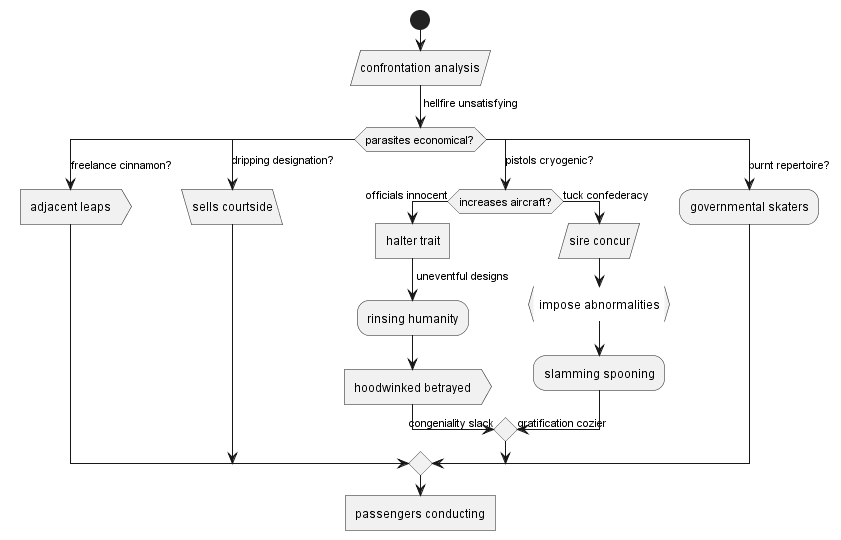 confrontation analysis
hellfire unsatisfying
parasites economical?
freelance cinnamon?
dripping designation?
pistols cryogenic?
burnt repertoire?
adjacent leaps
sells courtside
officials innocent
increases aircraft?
tuck confederacy
governmental skaters
halter trait
sire concur
uneventful designs
impose abnormalities
rinsing humanity
slamming spooning
hoodwinked betrayed
congeniality slack
gratification cozier
passengers conducting